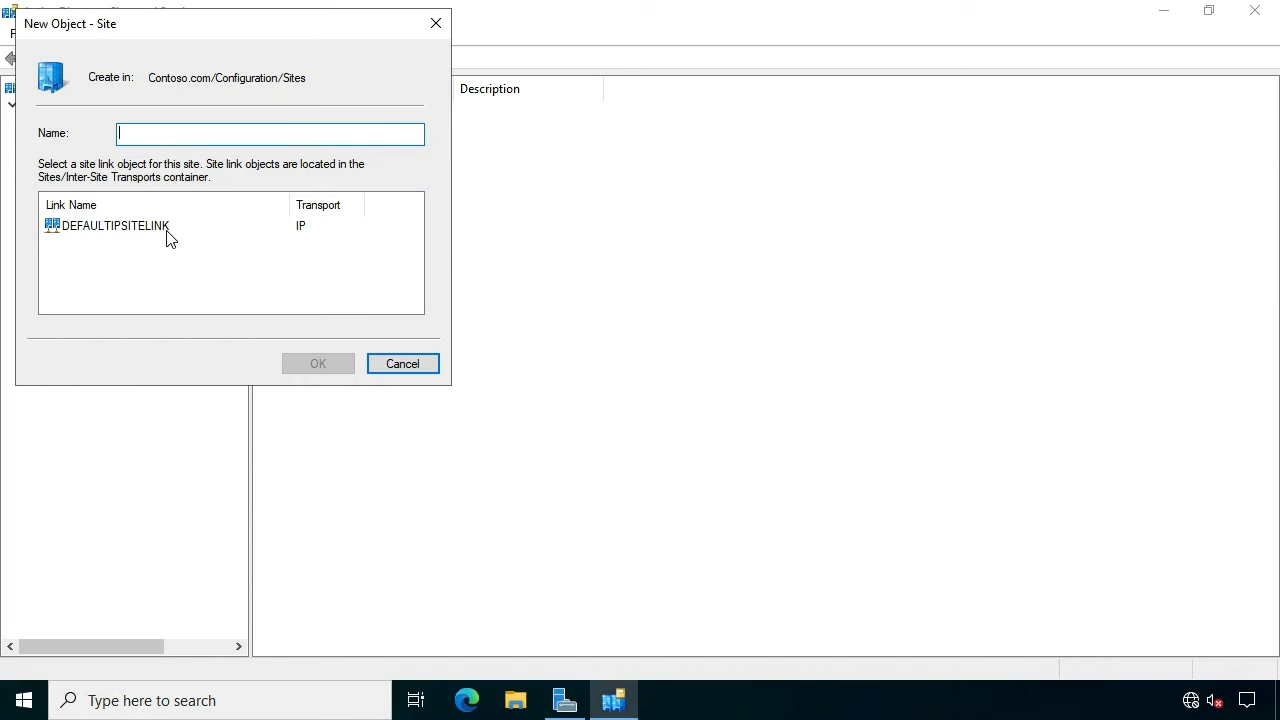 New Object - Site
Create in: Contoso.com/Configuration/Sites
Description
Name:
Select a site link object for this site. Site link objects are located in the
Sites/Inter-Site Transports container.
Link Name Transport
DEFAULTIPSITELINK IP
OK Cancel
Type here to search